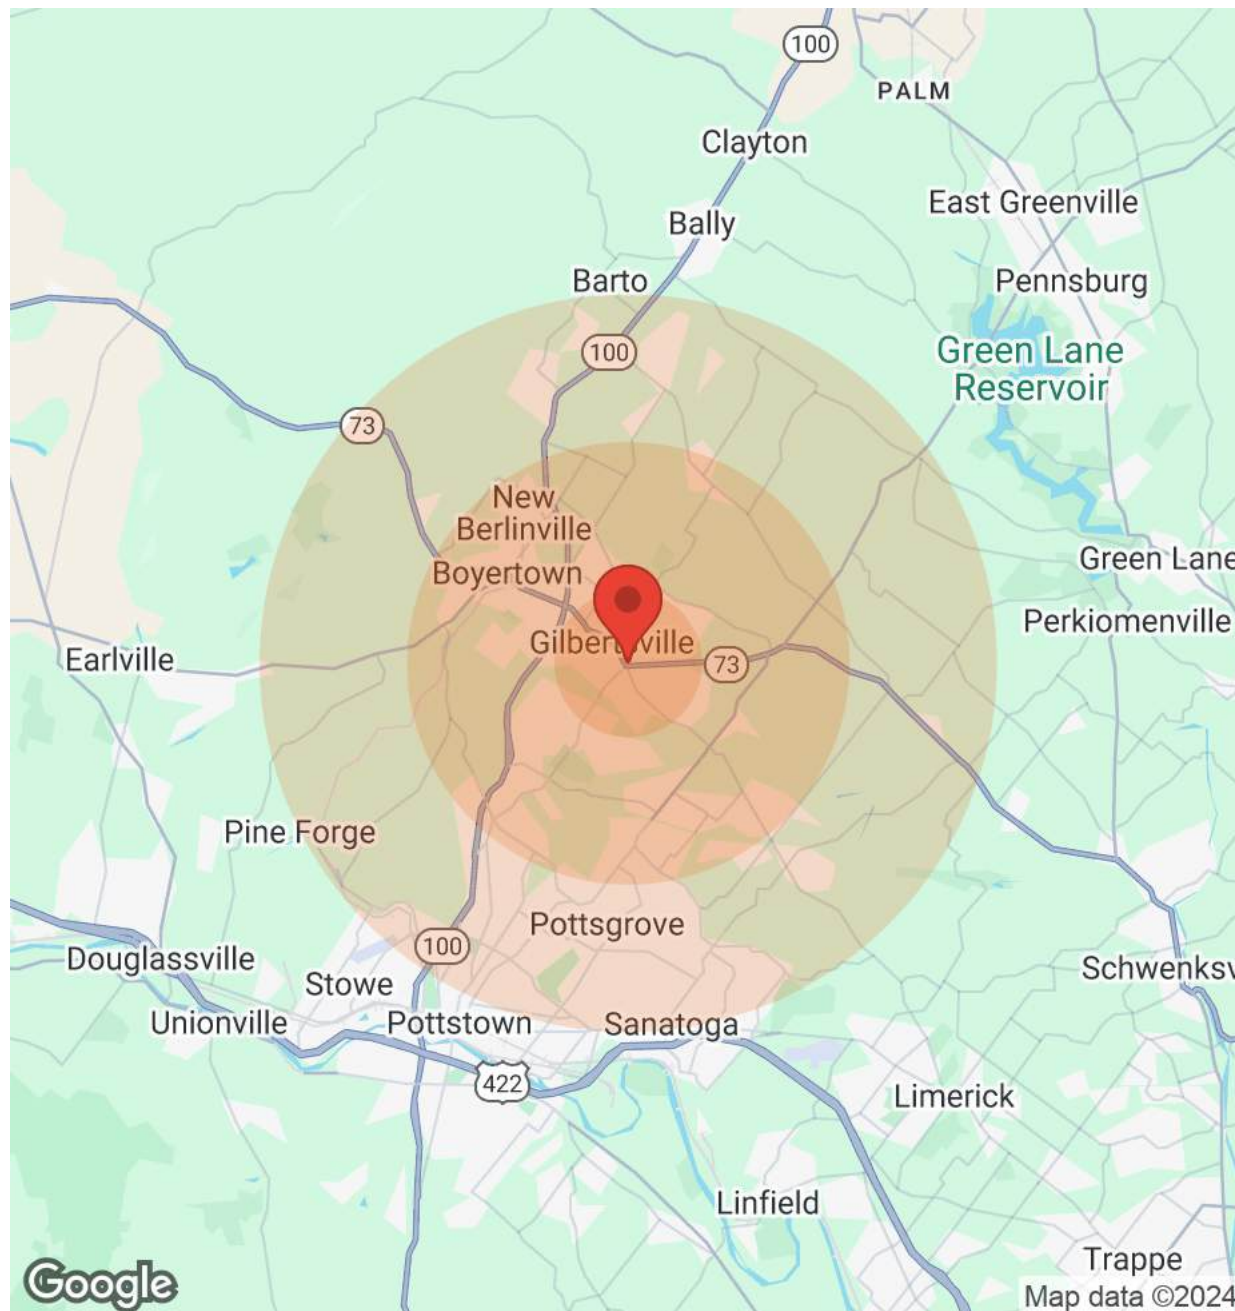 100
PALM
Clayton
East Greenville
Bally
Barto
Pennsburg
100
Green Lane
Reservoir
73
New
Berlinville
Boyertown
Green Lane
Perkiomenville
Gilbertsville
73
Earlville
Pine Forge
Pottsgrove
100
Douglassville
Stowe
Schwenksv
Unionville
Pottstown
Sanatoga
422
Limerick
Linfield
Trappe
Google
Map data ©2024